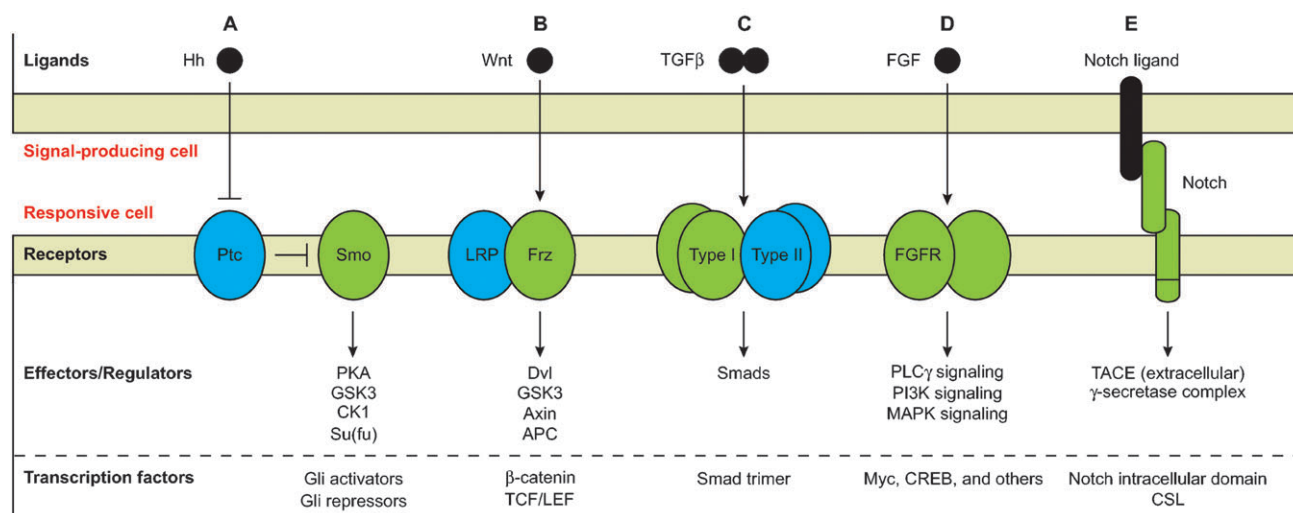 A B C D E
Ligands Hh Wnt TGFβ FGF Notch ligand
Signal-producing cell
Notch
Responsive cell
Receptors Ptc Smo LRP Frz Type I Type II FGFR
Effectors/Regulators PKA Dvl Smads PLCγ signaling TACE (extracellular)
GSK3 GSK3 PI3K signaling γ-secretase complex
CK1 Axin MAPK signaling
Su(fu) APC
Transcription factors Gli activators β-catenin Smad trimer Myc, CREB, and others Notch intracellular domain
Gli repressors TCF/LEF CSL